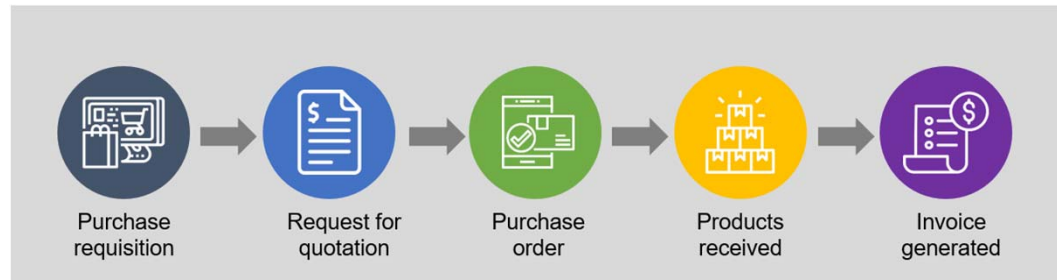 $
$
Purchase
requisition
Request for
quotation
Purchase
order
Products
received
Invoice
generated